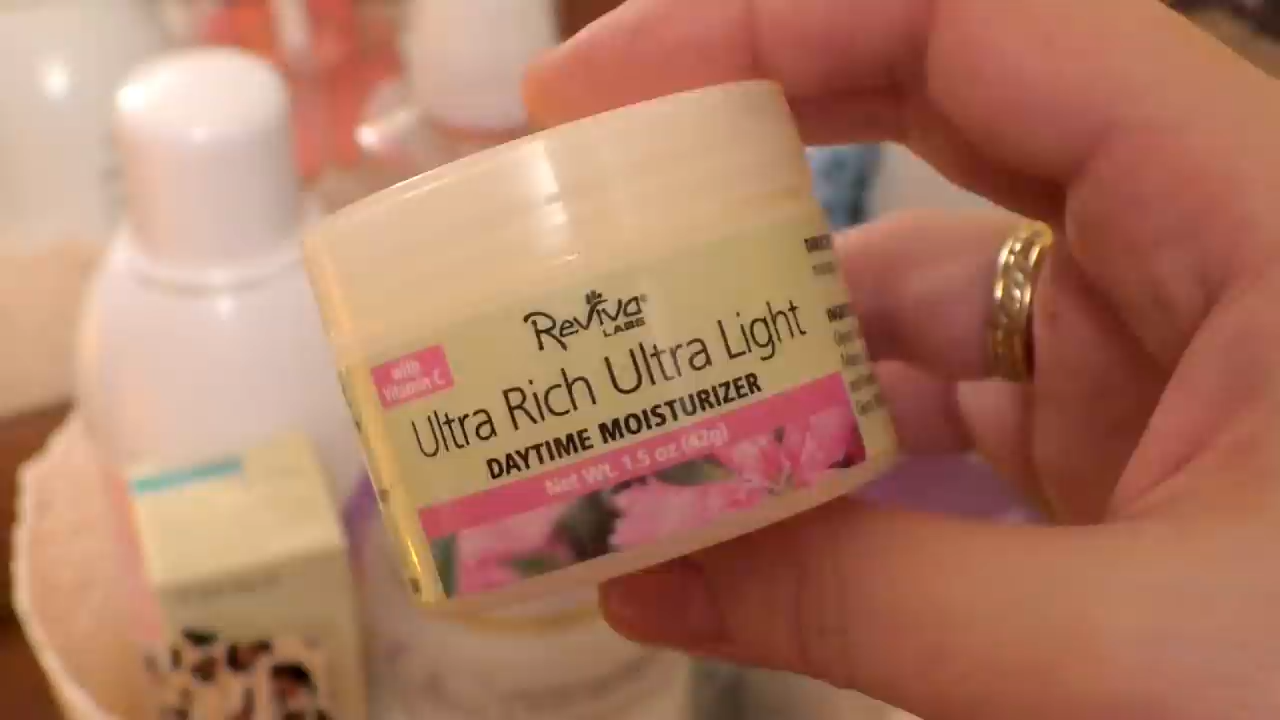 Reviva®
LABS
with
Vitamin C
Ultra Rich Ultra Light
DAYTIME MOISTURIZER
Net Wt. 1.5 oz (42g)